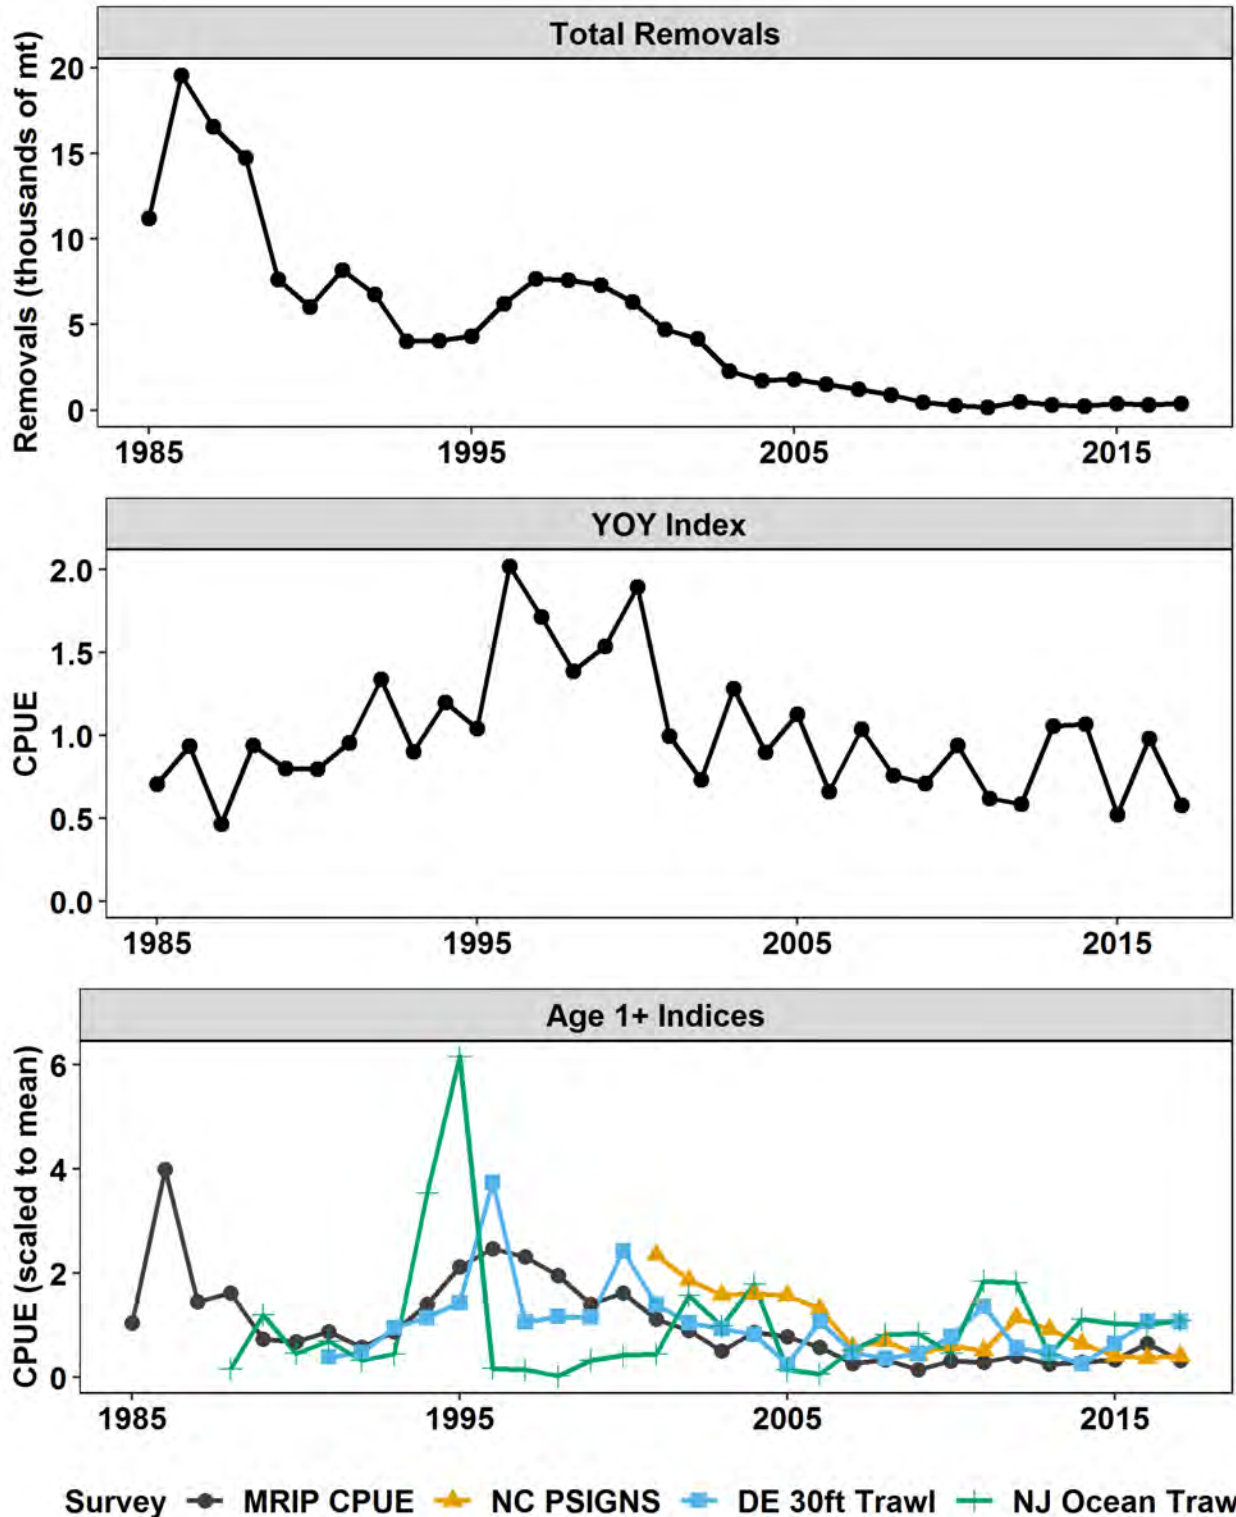 Total Removals
Removals (thousands of mt)
20
15
10
5
0
1985 1995 2005 2015
YOY Index
CPUE
2.0
1.5
1.0
0.5
0.0
1985 1995 2005 2015
Age 1+ Indices
CPUE (scaled to mean)
6
4
2
0
1985 1995 2005 2015
Survey MRIP CPUE NC PSIGNS DE 30ft Trawl NJ Ocean Traw